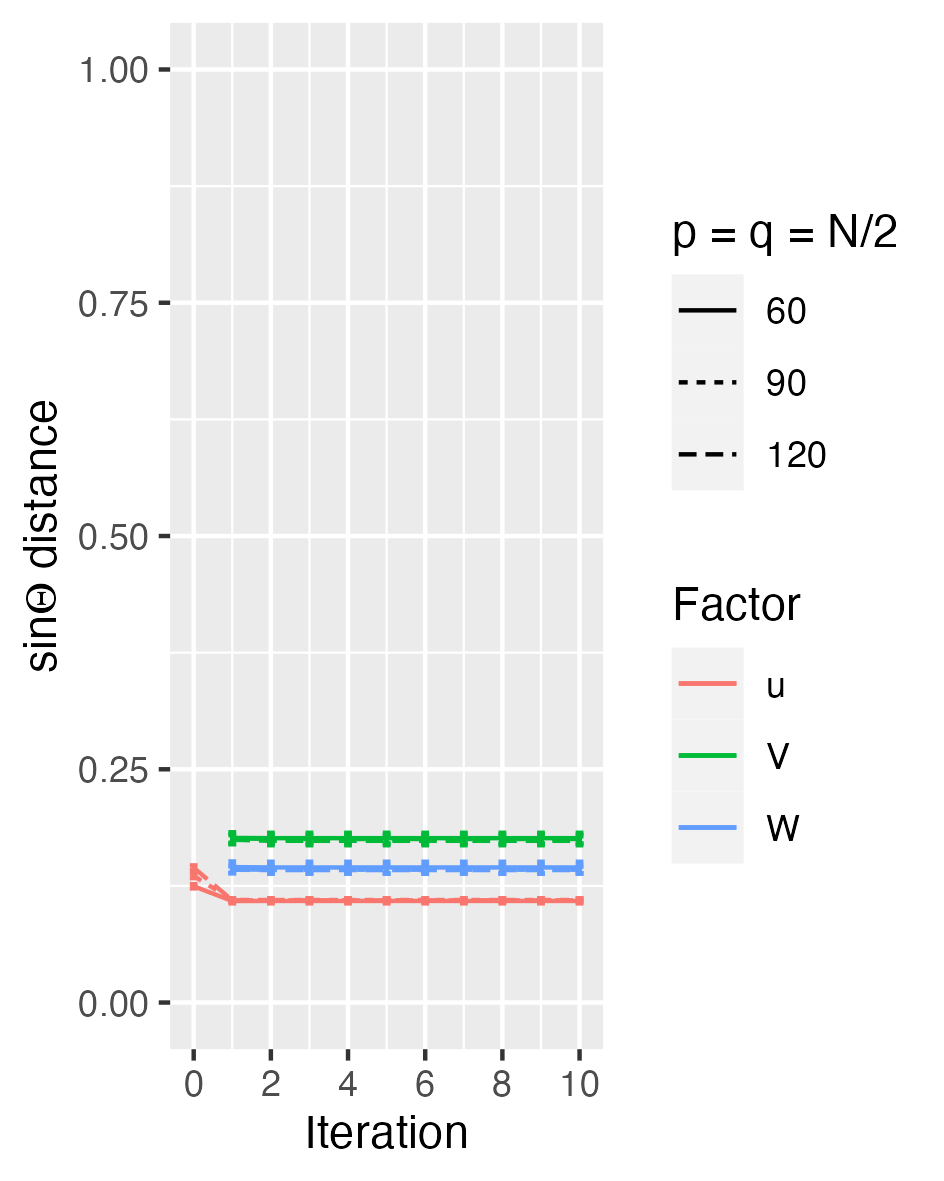 1.00
0.75
0.50
0.25
0.00
sinΘ distance
0 2 4 6 8 10
Iteration
p = q = N/2
60
90
120
Factor
u
V
W